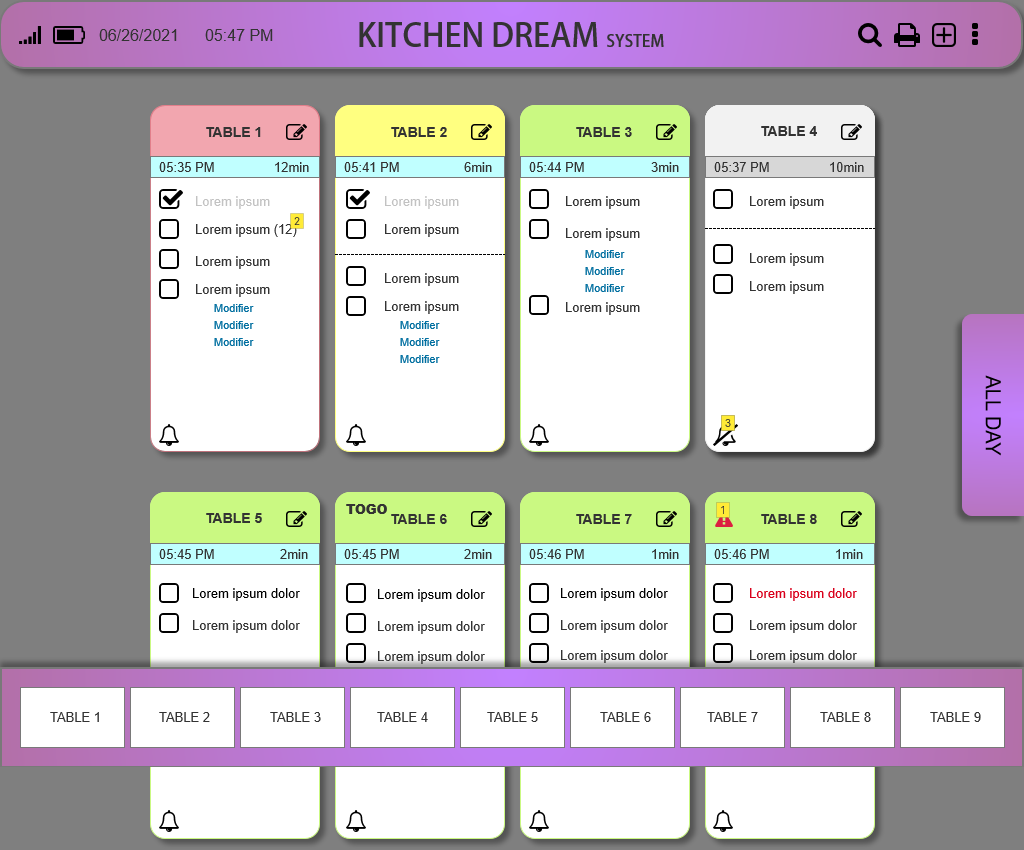 06/26/2021 05:47 PM KITCHEN DREAM SYSTEM
TABLE 1
05:35 PM 12min
Lorem ipsum
2
Lorem ipsum (12)
Lorem ipsum
Lorem ipsum
Modifier
Modifier
Modifier
TABLE 2
05:41 PM 6min
Lorem ipsum
Lorem ipsum
Lorem ipsum
Lorem ipsum
Modifier
Modifier
Modifier
TABLE 3
05:44 PM 3min
Lorem ipsum
Lorem ipsum
Modifier
Modifier
Modifier
Lorem ipsum
TABLE 4
05:37 PM 10min
Lorem ipsum
Lorem ipsum
Lorem ipsum
3
ALL DAY
TABLE 5
05:45 PM 2min
Lorem ipsum dolor
Lorem ipsum dolor
TOGO
TABLE 6
05:45 PM 2min
Lorem ipsum dolor
Lorem ipsum dolor
Lorem ipsum dolor
TABLE 7
05:46 PM 1min
Lorem ipsum dolor
Lorem ipsum dolor
Lorem ipsum dolor
1
TABLE 8
05:46 PM 1min
Lorem ipsum dolor
Lorem ipsum dolor
Lorem ipsum dolor
TABLE 1 TABLE 2 TABLE 3 TABLE 4 TABLE 5 TABLE 6 TABLE 7 TABLE 8 TABLE 9